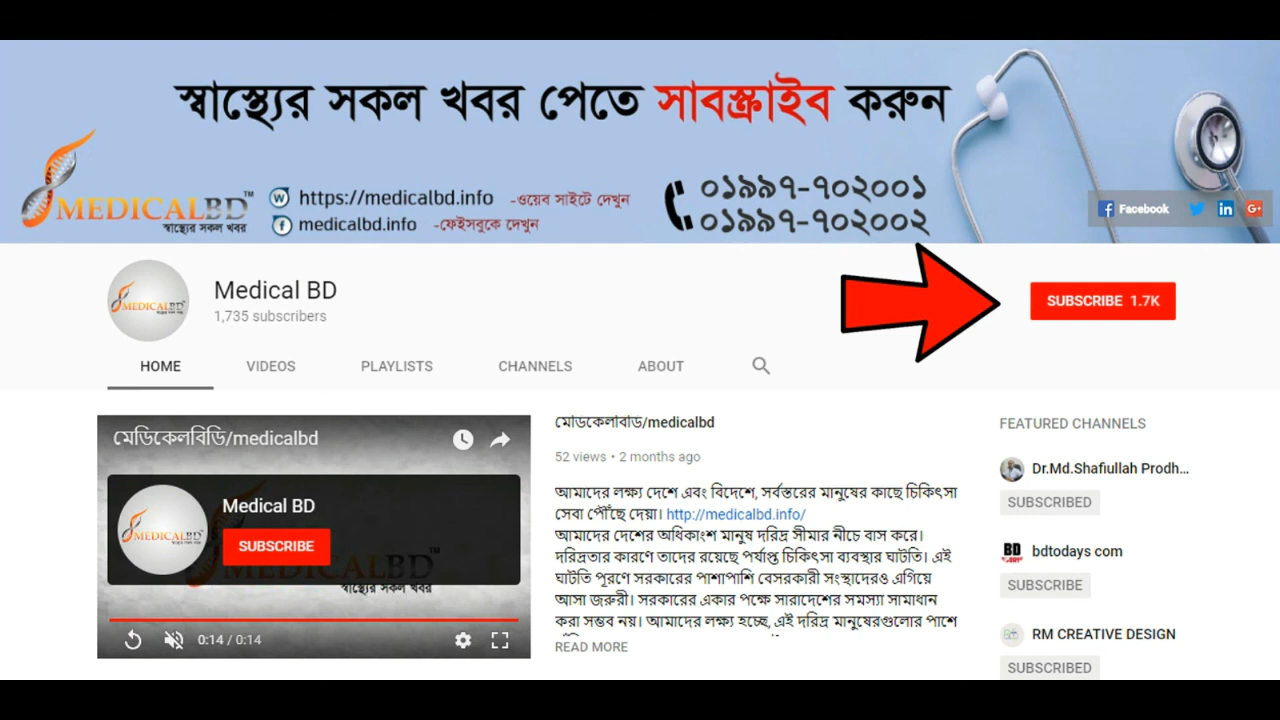 স্বাস্থ্যের সকল খবর পেতে সাবস্ক্রাইব করুন
MEDICALBD™
স্বাস্থ্যের সকল খবর
https://medicalbd.info -ওয়েব সাইটে দেখুন
medicalbd.info -ফেইসবুকে দেখুন
০১৯৯৭-৭০২০০১
০১৯৯৭-৭০২০০২
Facebook
Medical BD
1,735 subscribers
SUBSCRIBE 1.7K
HOME VIDEOS PLAYLISTS CHANNELS ABOUT
মেডিকেলবিডি/medicalbd
Medical BD
SUBSCRIBE
MEDICALBD
স্বাস্থ্যের সকল খবর
0:14 / 0:14
মোডকেলাবাড/medicalbd
52 views • 2 months ago
আমাদের লক্ষ্য দেশে এবং বিদেশে, সর্বস্তরের মানুষের কাছে চিকিৎসা
সেবা পৌঁছে দেয়া। http://medicalbd.info/
আমাদের দেশের অধিকাংশ মানুষ দরিদ্র সীমার নীচে বাস করে।
দরিদ্রতার কারণে তাদের রয়েছে পর্যাপ্ত চিকিৎসা ব্যবস্থার ঘাটতি। এই
ঘাটতি পূরণে সরকারের পাশাপাশি বেসরকারী সংস্থাদেরও এগিয়ে
আসা জরুরী। সরকারের একার পক্ষে সারাদেশের সমস্যা সামাধান
করা সম্ভব নয়। আমাদের লক্ষ্য হচ্ছে, এই দরিদ্র মানুষেরগুলোর পাশে
READ MORE
FEATURED CHANNELS
Dr.Md.Shafiullah Prodh...
SUBSCRIBED
bdtodays com
SUBSCRIBE
RM CREATIVE DESIGN
SUBSCRIBED